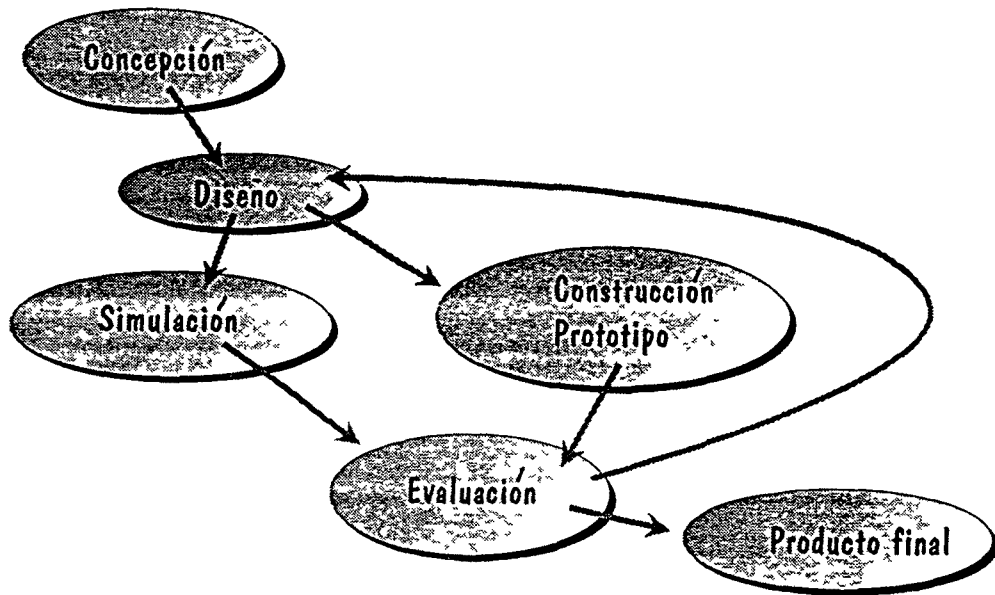 Concepción
Diseño
Simulación
Construcción
Prototipo
Evaluación
Producto final